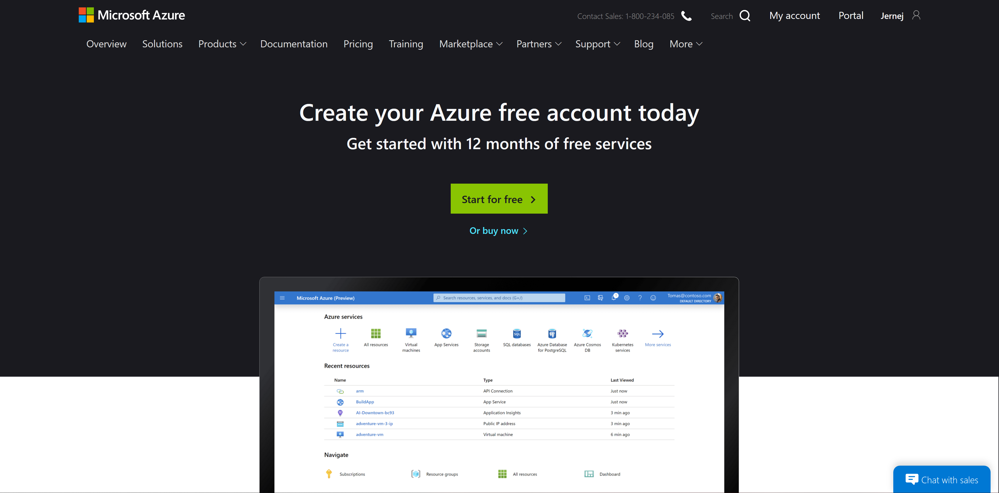 Microsoft Azure
Contact Sales: 1-800-234-085
Search
My account
Portal
Jernej
Overview
Solutions
Products
Documentation
Pricing
Training
Marketplace
Partners
Support
Blog
More
Create your Azure free account today
Get started with 12 months of free services
Start for free
Or buy now
Microsoft Azure (Preview)
Search resources, services, and docs (G+/)
1
Tomas@contoso.com
DEFAULT DIRECTORY
Azure services
Create a
resource
All resources
Virtual
machines
App Services
Storage
accounts
SQL
SQL databases
Azure Database
for PostgreSQL
Azure Cosmos
DB
Kubernetes
services
More services
Recent resources
Name Type Last Viewed
arm API Connection Just now
BuildApp App Service Just now
AI-Downtown-bc93 Application Insights 3 min ago
adventure-vm-3-ip Public IP address 3 min ago
adventure-vm Virtual machine 6 min ago
Navigate
Subscriptions
Resource groups
All resources
Dashboard
Chat with sales